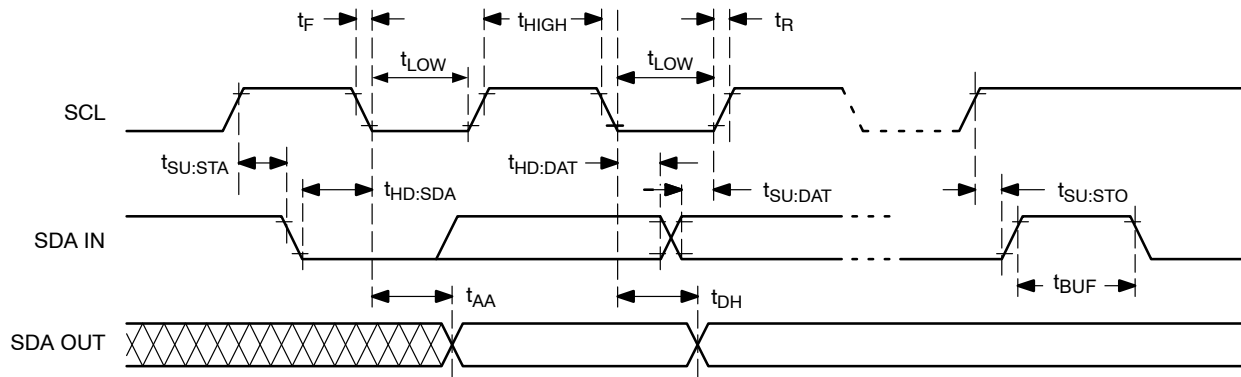 tF tHIGH tR
tLOW tLOW
SCL
tSU:STA tHD:DAT
tHD:SDA tSU:DAT tSU:STO
SDA IN
tBUF
tAA tDH
SDA OUT